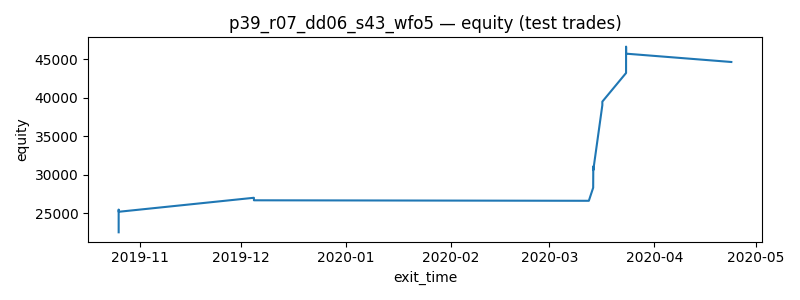 p39_r07_dd06_s43_wfo5 — equity (test trades)
equity
45000
40000
35000
30000
25000
2019-11 2019-12 2020-01 2020-02 2020-03 2020-04 2020-05
exit_time